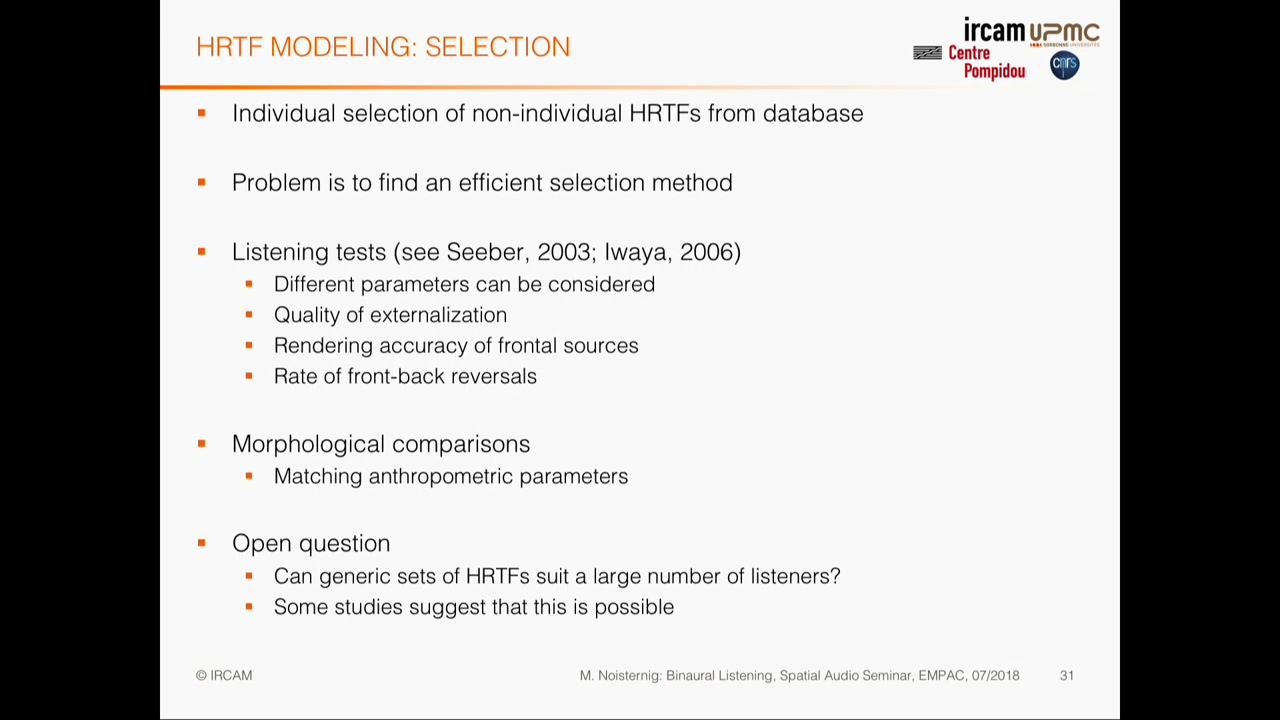 HRTF MODELING: SELECTION
ircam UPMC
SORBONNE UNIVERSITÉS
Centre
Pompidou
cnrs
▪ Individual selection of non-individual HRTFs from database
▪ Problem is to find an efficient selection method
▪ Listening tests (see Seeber, 2003; Iwaya, 2006)
▪ Different parameters can be considered
▪ Quality of externalization
▪ Rendering accuracy of frontal sources
▪ Rate of front-back reversals
▪ Morphological comparisons
▪ Matching anthropometric parameters
▪ Open question
▪ Can generic sets of HRTFs suit a large number of listeners?
▪ Some studies suggest that this is possible
© IRCAM M. Noisternig: Binaural Listening, Spatial Audio Seminar, EMPAC, 07/2018 31